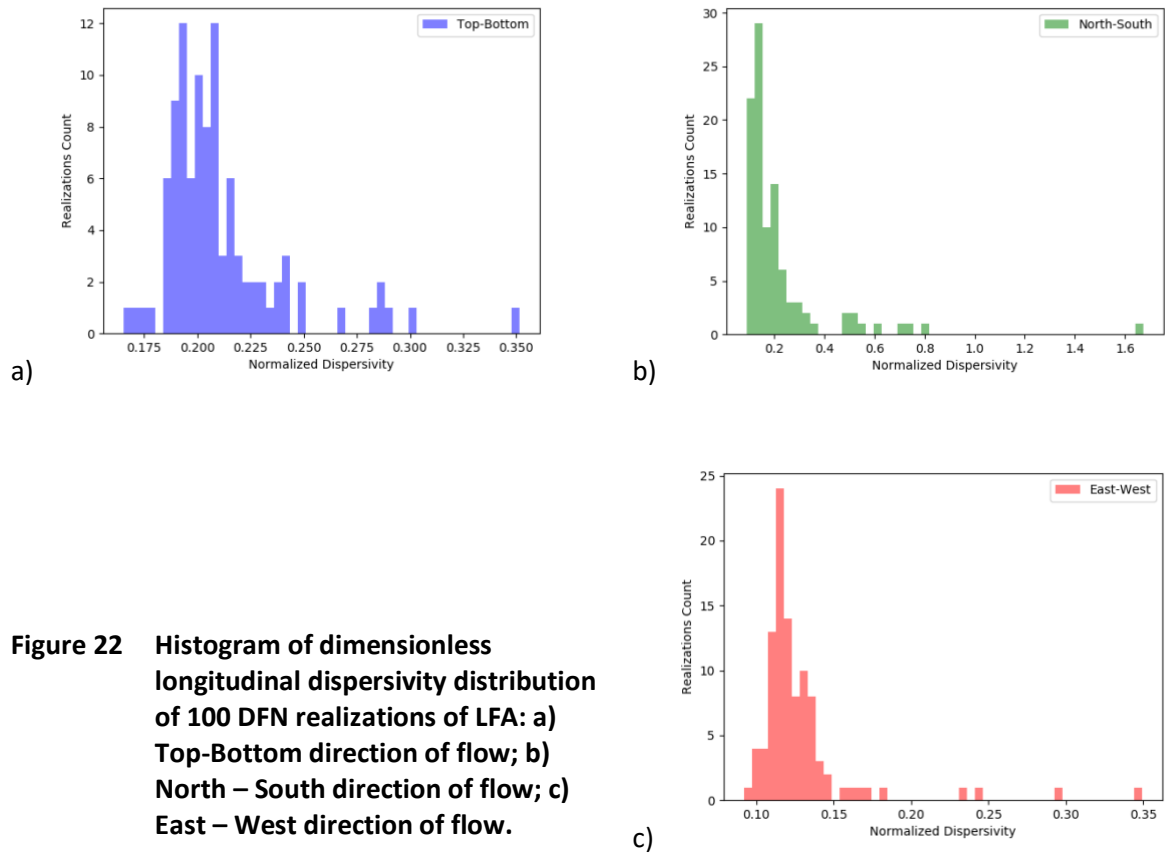 12
10
8
6
4
2
0
Realizations Count
Top-Bottom
0.175 0.200 0.225 0.250 0.275 0.300 0.325 0.350
Normalized Dispersivity
a)
30
25
20
15
10
5
0
Realizations Count
North-South
0.2 0.4 0.6 0.8 1.0 1.2 1.4 1.6
Normalized Dispersivity
b)
25
20
15
10
5
0
Realizations Count
East-West
0.10 0.15 0.20 0.25 0.30 0.35
Normalized Dispersivity
c)
Figure 22 Histogram of dimensionless
longitudinal dispersivity distribution
of 100 DFN realizations of LFA: a)
Top-Bottom direction of flow; b)
North – South direction of flow; c)
East – West direction of flow.